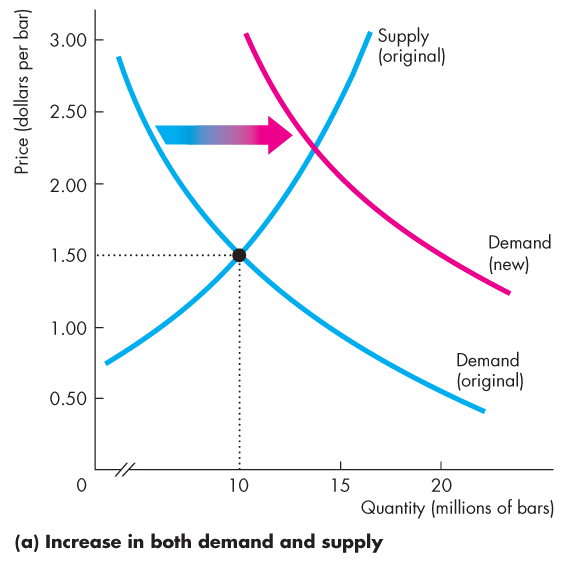 Price (dollars per bar)
3.00
2.50
2.00
1.50
1.00
0.50
Supply
(original)
Demand
(new)
Demand
(original)
0
10
15
20
Quantity (millions of bars)
(a) Increase in both demand and supply